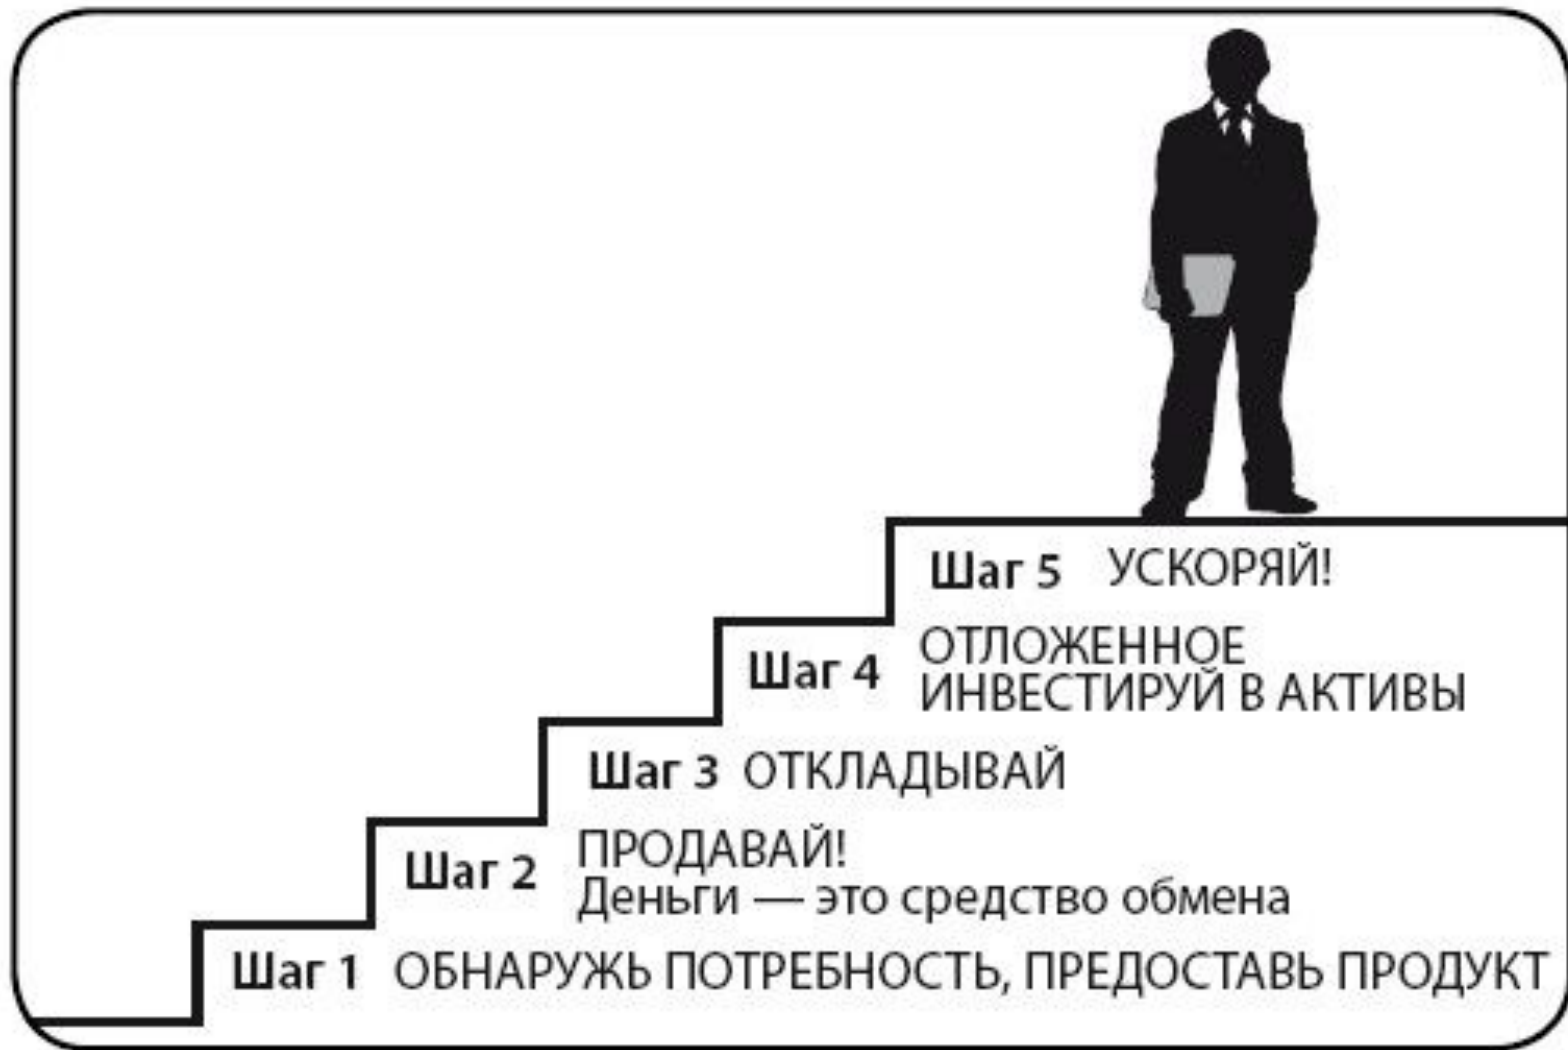 Шаг 5 УСКОРЯЙ!
Шаг 4 ОТЛОЖЕННОЕ
ИНВЕСТИРУЙ В АКТИВЫ
Шаг 3 ОТКЛАДЫВАЙ
Шаг 2 ПРОДАВАЙ!
Деньги — это средство обмена
Шаг 1 ОБНАРУЖЬ ПОТРЕБНОСТЬ, ПРЕДОСТАВЬ ПРОДУКТ